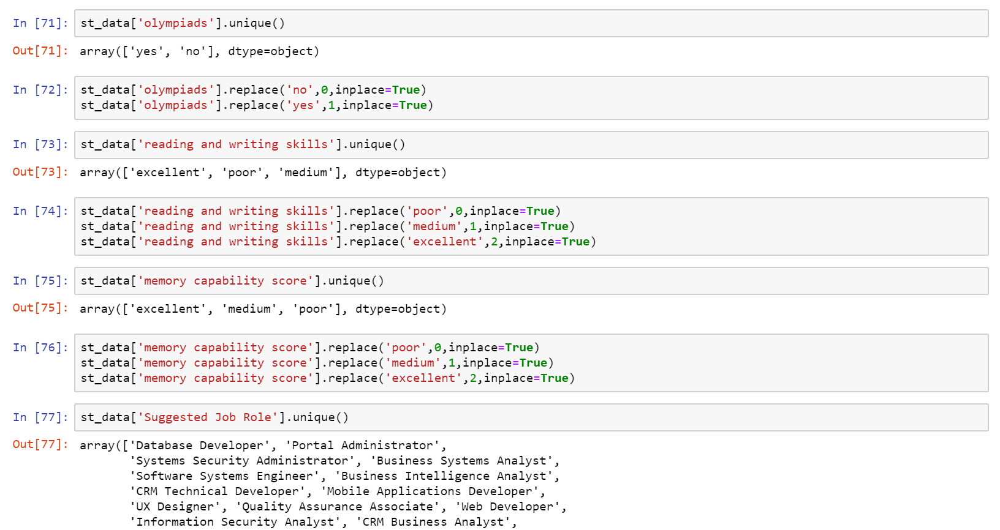 In [71]: st_data['olympiads'].unique()
Out[71]: array(['yes', 'no'], dtype=object)
In [72]: st_data['olympiads'].replace('no',0,inplace=True)
st_data['olympiads'].replace('yes',1,inplace=True)
In [73]: st_data['reading and writing skills'].unique()
Out[73]: array(['excellent', 'poor', 'medium'], dtype=object)
In [74]: st_data['reading and writing skills'].replace('poor',0,inplace=True)
st_data['reading and writing skills'].replace('medium',1,inplace=True)
st_data['reading and writing skills'].replace('excellent',2,inplace=True)
In [75]: st_data['memory capability score'].unique()
Out[75]: array(['excellent', 'medium', 'poor'], dtype=object)
In [76]: st_data['memory capability score'].replace('poor',0,inplace=True)
st_data['memory capability score'].replace('medium',1,inplace=True)
st_data['memory capability score'].replace('excellent',2,inplace=True)
In [77]: st_data['Suggested Job Role'].unique()
Out[77]: array(['Database Developer', 'Portal Administrator',
'Systems Security Administrator', 'Business Systems Analyst',
'Software Systems Engineer', 'Business Intelligence Analyst',
'CRM Technical Developer', 'Mobile Applications Developer',
'UX Designer', 'Quality Assurance Associate', 'Web Developer',
'Information Security Analyst', 'CRM Business Analyst',